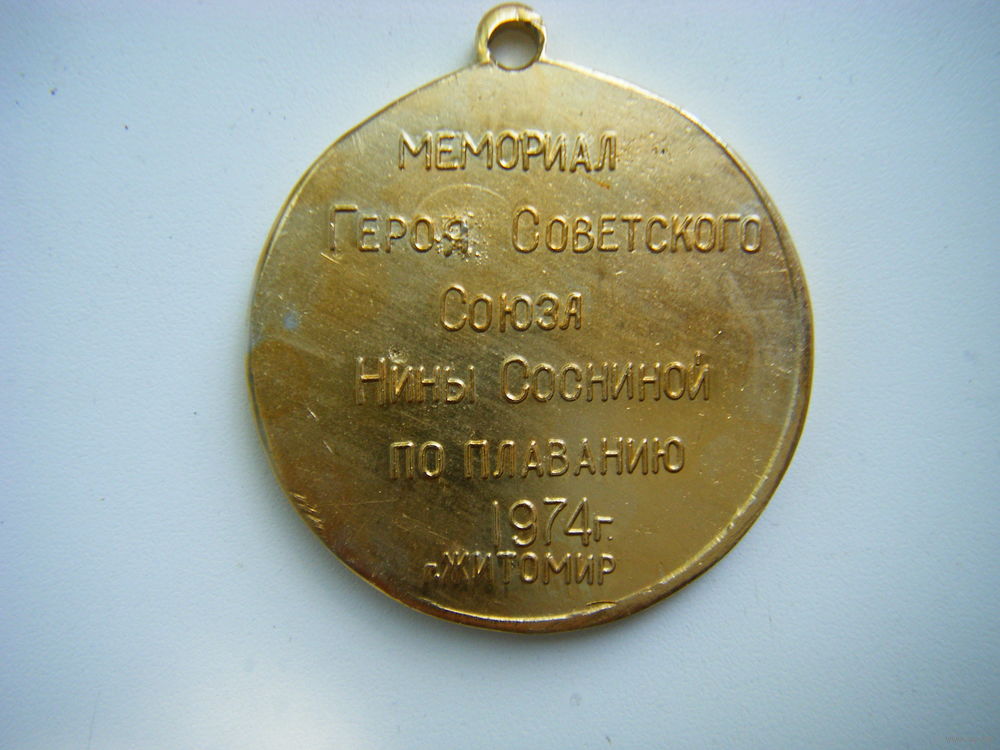 МЕМОРИАЛ
ГЕРОЯ СОВЕТСКОГО
СОЮЗА
НИНЫ СОСНИНОЙ
ПО ПЛАВАНИЮ
1974г.
г.ЖИТОМИР